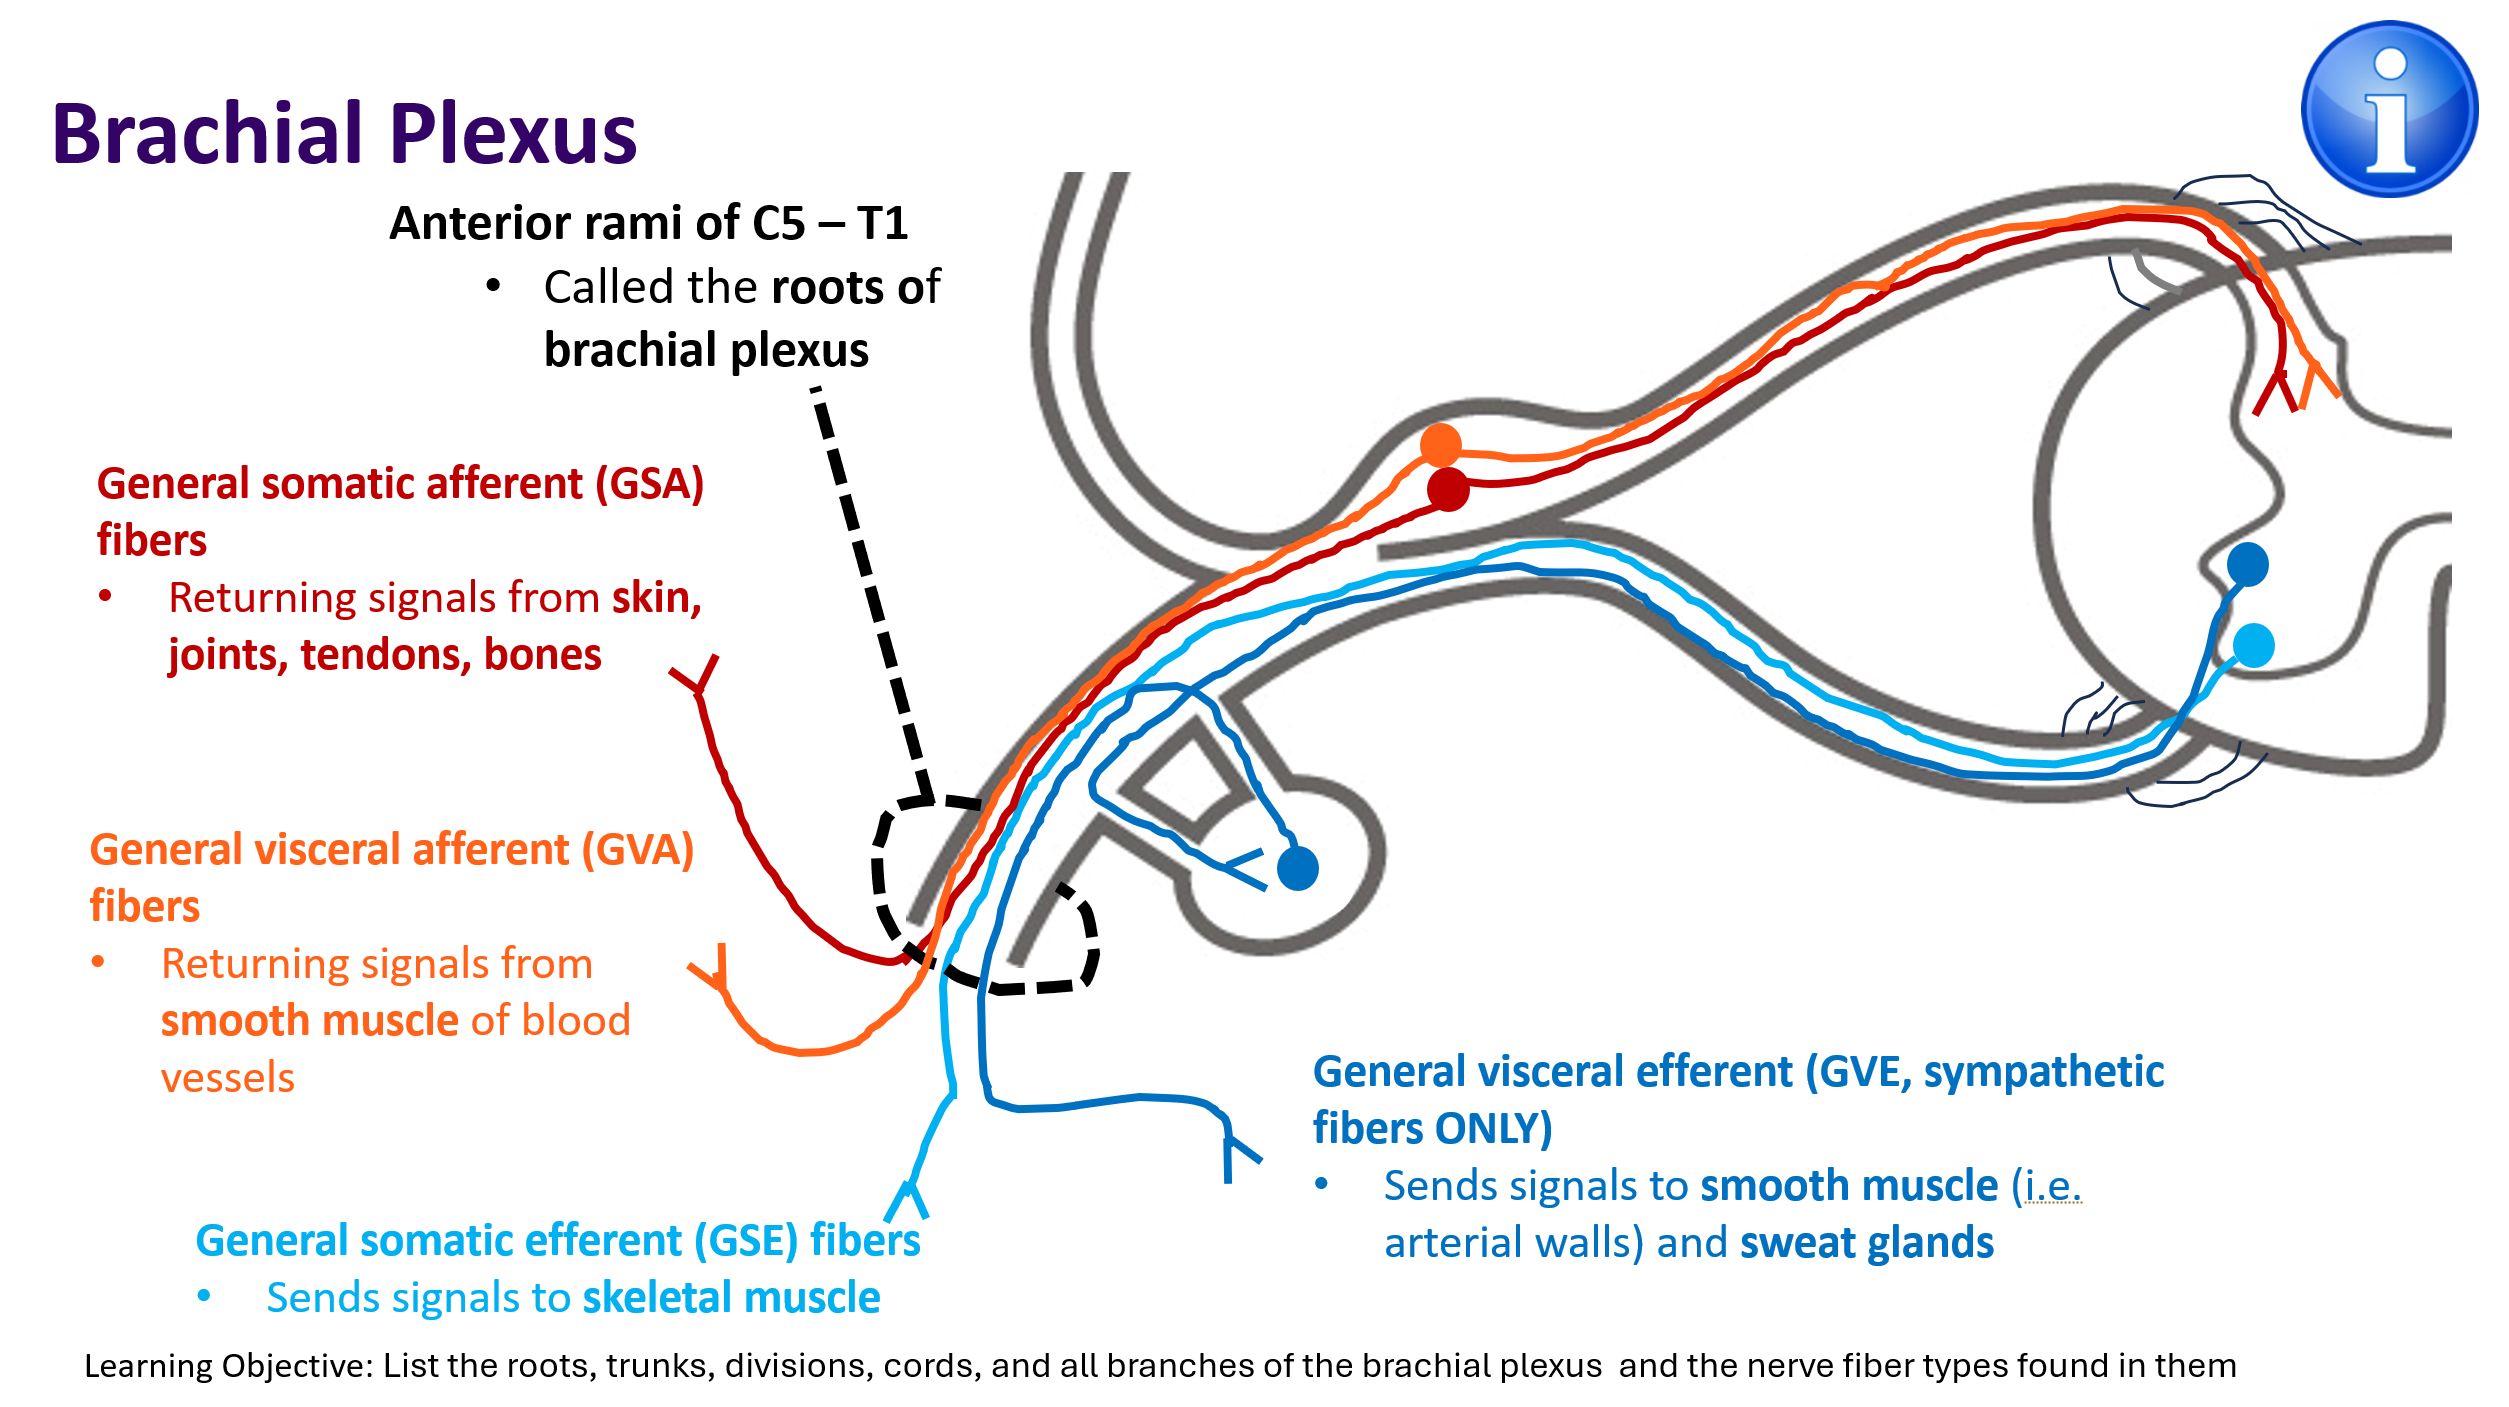 Brachial Plexus
Anterior rami of C5 – T1
• Called the roots of
brachial plexus
General somatic afferent (GSA)
fibers
• Returning signals from skin,
joints, tendons, bones
General visceral afferent (GVA)
fibers
• Returning signals from
smooth muscle of blood
vessels
General somatic efferent (GSE) fibers
• Sends signals to skeletal muscle
General visceral efferent (GVE, sympathetic
fibers ONLY)
• Sends signals to smooth muscle (i.e.
arterial walls) and sweat glands
Learning Objective: List the roots, trunks, divisions, cords, and all branches of the brachial plexus and the nerve fiber types found in them